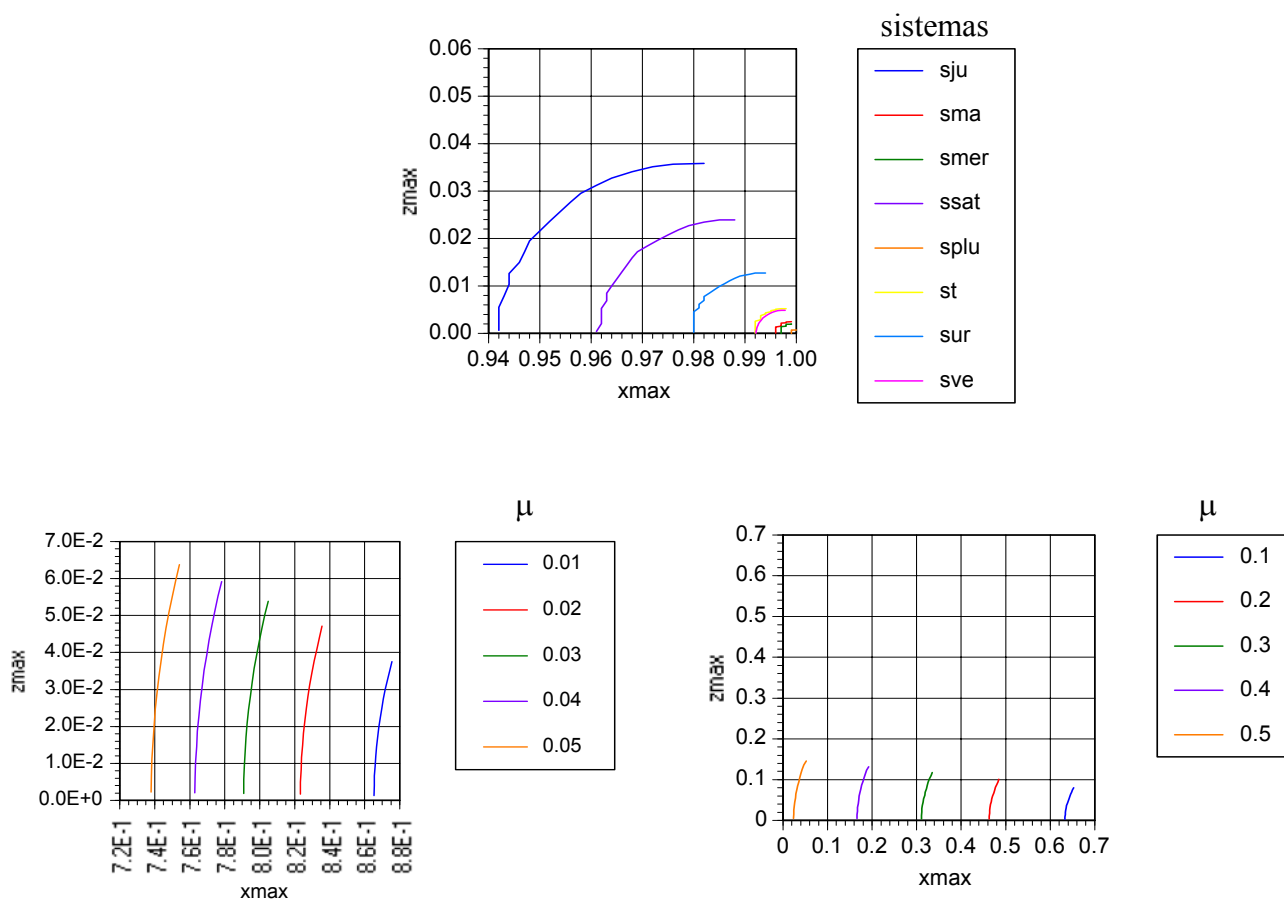 sistemas
0.06
0.05
0.04
0.03
0.02
0.01
0.00
zmax
0.94 0.95 0.96 0.97 0.98 0.99 1.00
xmax
sju
sma
smer
ssat
splu
st
sur
sve
μ
7.0E-2
6.0E-2
5.0E-2
4.0E-2
3.0E-2
2.0E-2
1.0E-2
0.0E+0
zmax
7.2E-1 7.4E-1 7.6E-1 7.8E-1 8.0E-1 8.2E-1 8.4E-1 8.6E-1 8.8E-1
xmax
0.01
0.02
0.03
0.04
0.05
μ
0.7
0.6
0.5
0.4
0.3
0.2
0.1
0
zmax
0 0.1 0.2 0.3 0.4 0.5 0.6 0.7
xmax
0.1
0.2
0.3
0.4
0.5